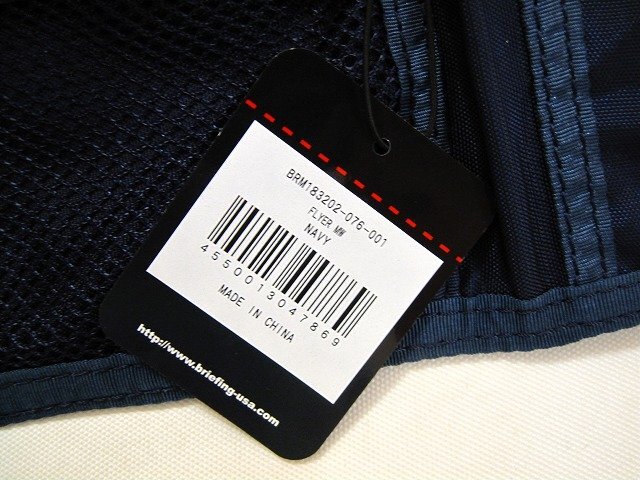 BRM183202-076-001
FLYER MW
NAVY
4550013047869
MADE IN CHINA
http://www.briefing-usa.com